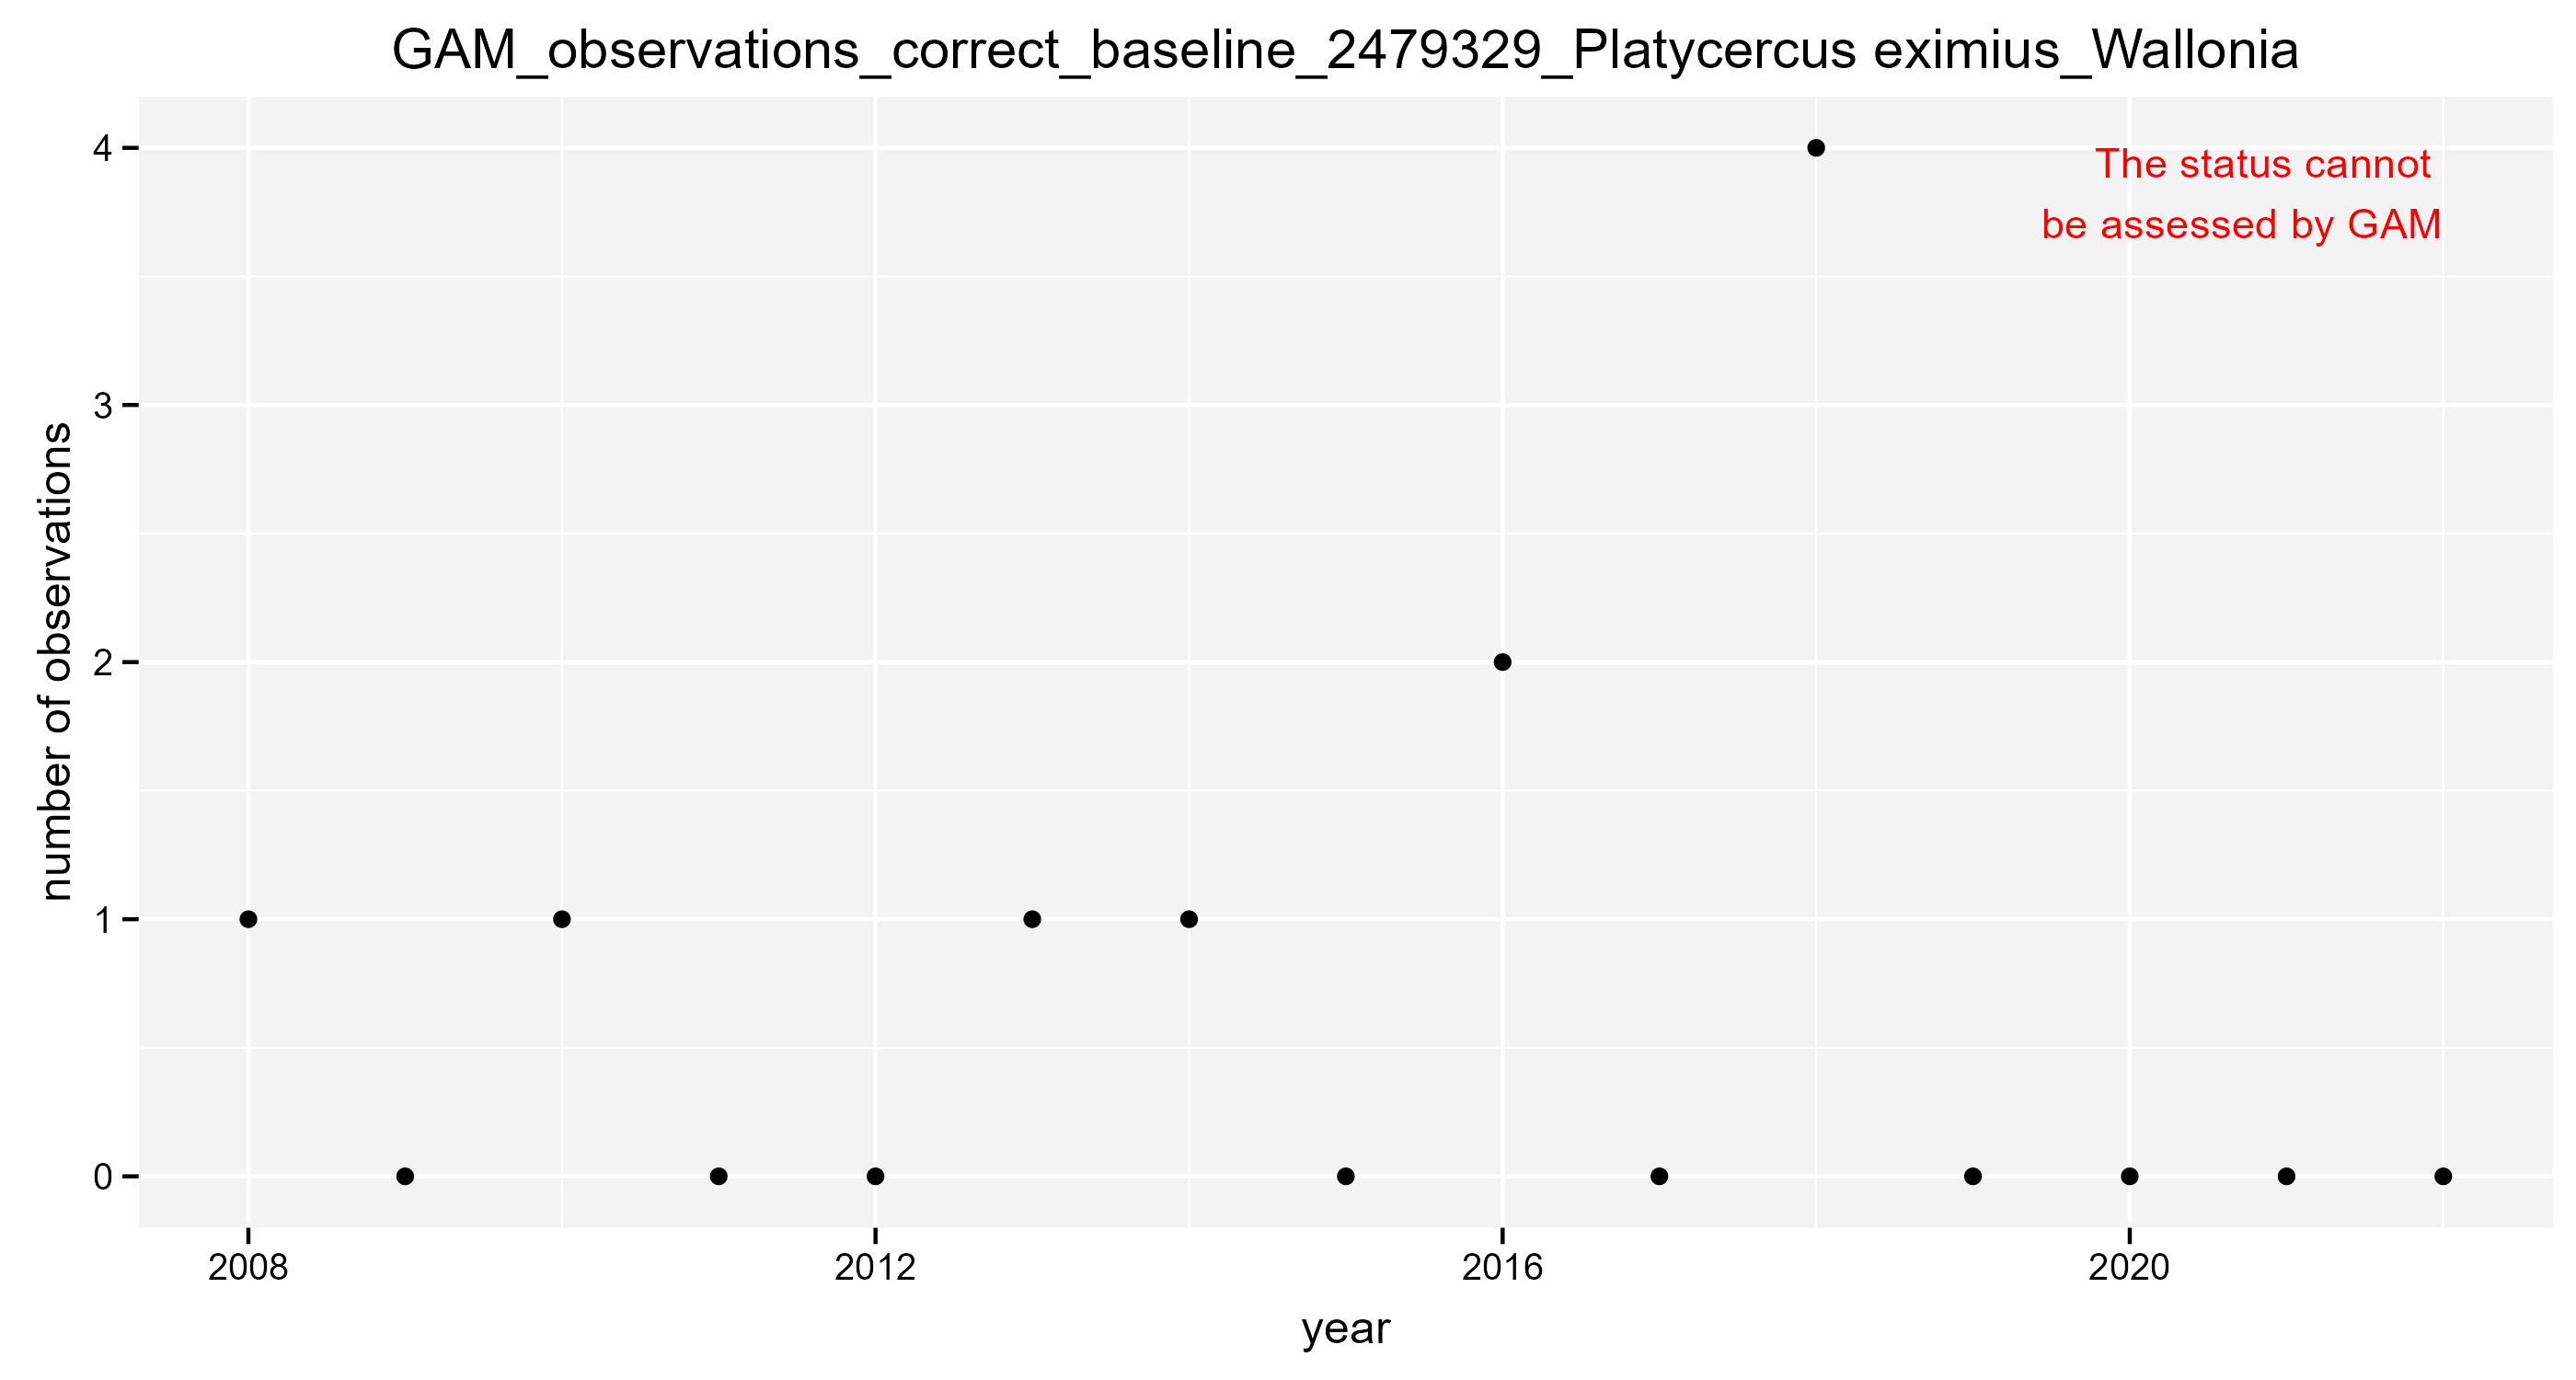 GAM_observations_correct_baseline_2479329_Platycercus eximius_Wallonia
The status cannot
be assessed by GAM
number of observations
4
3
2
1
0
2008
2012
2016
2020
year